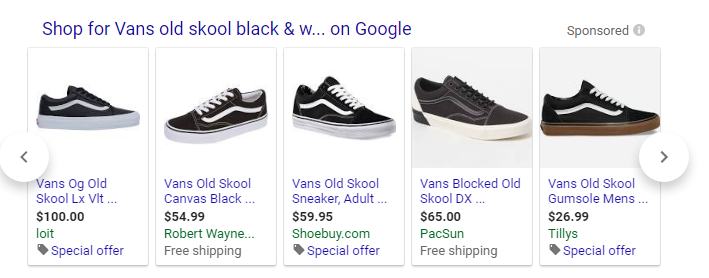 Shop for Vans old skool black & w... on Google
Sponsored
Vans Og Old
Skool Lx Vlt ...
$100.00
loit
Special offer
Vans Old Skool
Canvas Black ...
$54.99
Robert Wayne...
Free shipping
Vans Old Skool
Sneaker, Adult ...
$59.95
Shoebuy.com
Special offer
Vans Blocked Old
Skool DX ...
$65.00
PacSun
Free shipping
Vans Old Skool
Gumsole Mens ...
$26.99
Tillys
Special offer